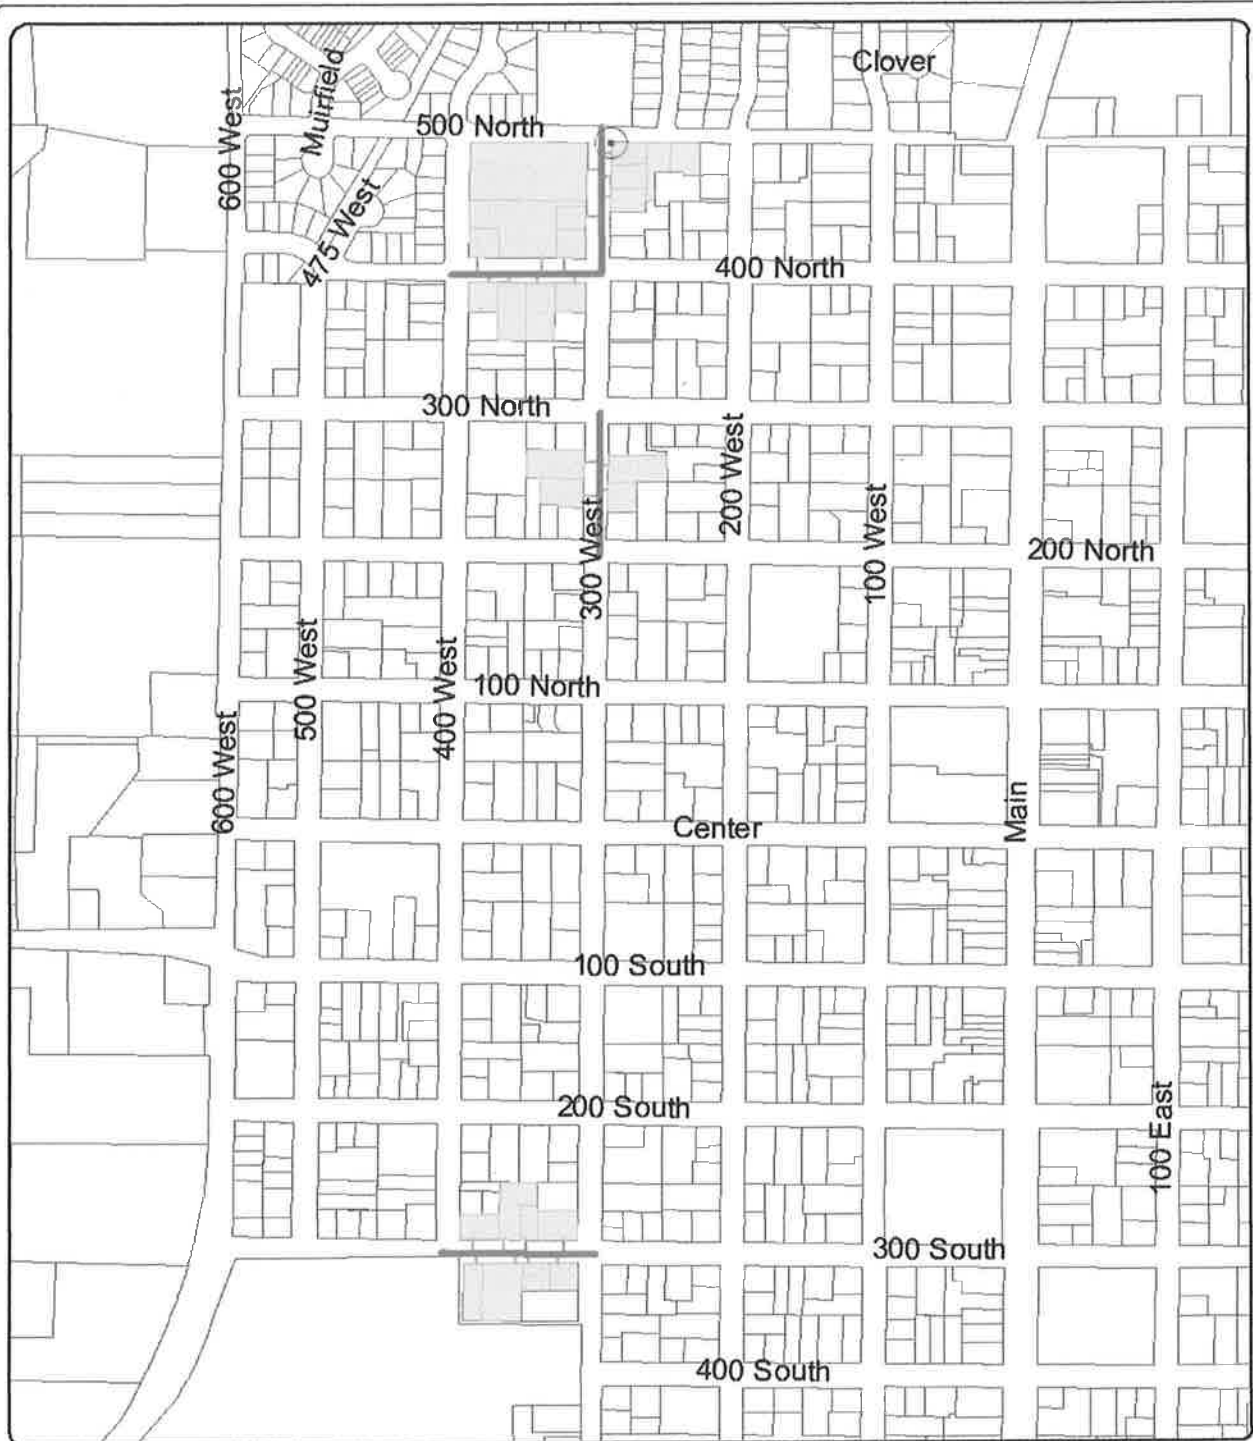 Clover
Muirfield
500 North
600 West
475 West
400 North
300 North
200 West
300 West
100 West
200 North
500 West
400 West
100 North
600 West
Center
Main
100 South
200 South
100 East
300 South
400 South